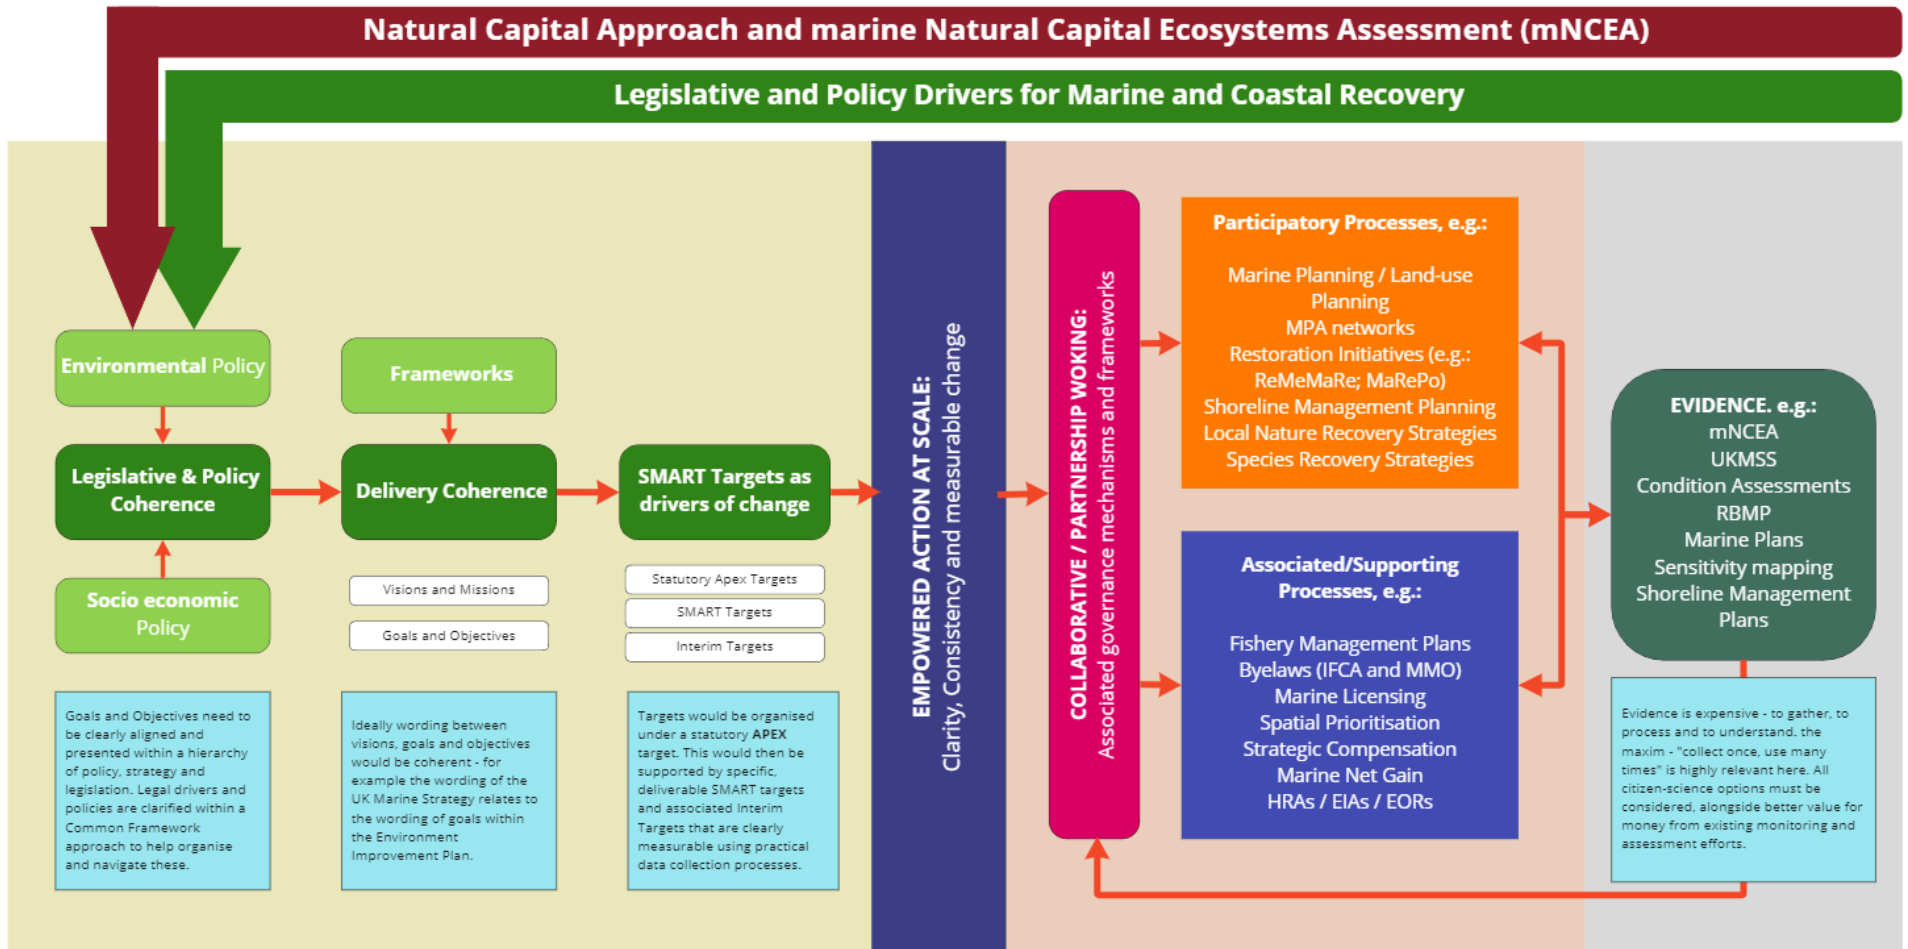 Natural Capital Approach and marine Natural Capital Ecosystems Assessment (mNCEA)
Legislative and Policy Drivers for Marine and Coastal Recovery
Environmental Policy
Legislative & Policy
Coherence
Socio economic
Policy
Goals and Objectives need to
be clearly aligned and
presented within a hierarchy
of policy, strategy and
legislation. Legal drivers and
policies are clarified within a
Common Framework
approach to help organise
and navigate these.
Frameworks
Delivery Coherence
Visions and Missions
Goals and Objectives
Ideally wording between
visions, goals and objectives
would be coherent - for
example the wording of the
UK Marine Strategy relates to
the wording of goals within
the Environment
Improvement Plan.
SMART Targets as
drivers of change
Statutory Apex Targets
SMART Targets
Interim Targets
Targets would be organised
under a statutory APEX
target. This would then be
supported by specific,
deliverable SMART targets
and associated Interim
Targets that are clearly
measurable using practical
data collection processes.
EMPOWERED ACTION AT SCALE:
Clarity, Consistency and measurable change
COLLABORATIVE / PARTNERSHIP WOKING:
Associated governance mechanisms and frameworks
Participatory Processes, e.g.:
Marine Planning / Land-use
Planning
MPA networks
Restoration Initiatives (e.g.:
ReMeMaRe; MaRePo)
Shoreline Management Planning
Local Nature Recovery Strategies
Species Recovery Strategies
Associated/Supporting
Processes, e.g.:
Fishery Management Plans
Byelaws (IFCA and MMO)
Marine Licensing
Spatial Prioritisation
Strategic Compensation
Marine Net Gain
HRAs / EIAs / EORs
EVIDENCE. e.g.:
mNCEA
UKMSS
Condition Assessments
RBMP
Marine Plans
Sensitivity mapping
Shoreline Management
Plans
Evidence is expensive - to gather, to
process and to understand. the
maxim - "collect once, use many
times" is highly relevant here. All
citizen-science options must be
considered, alongside better value for
money from existing monitoring and
assessment efforts.